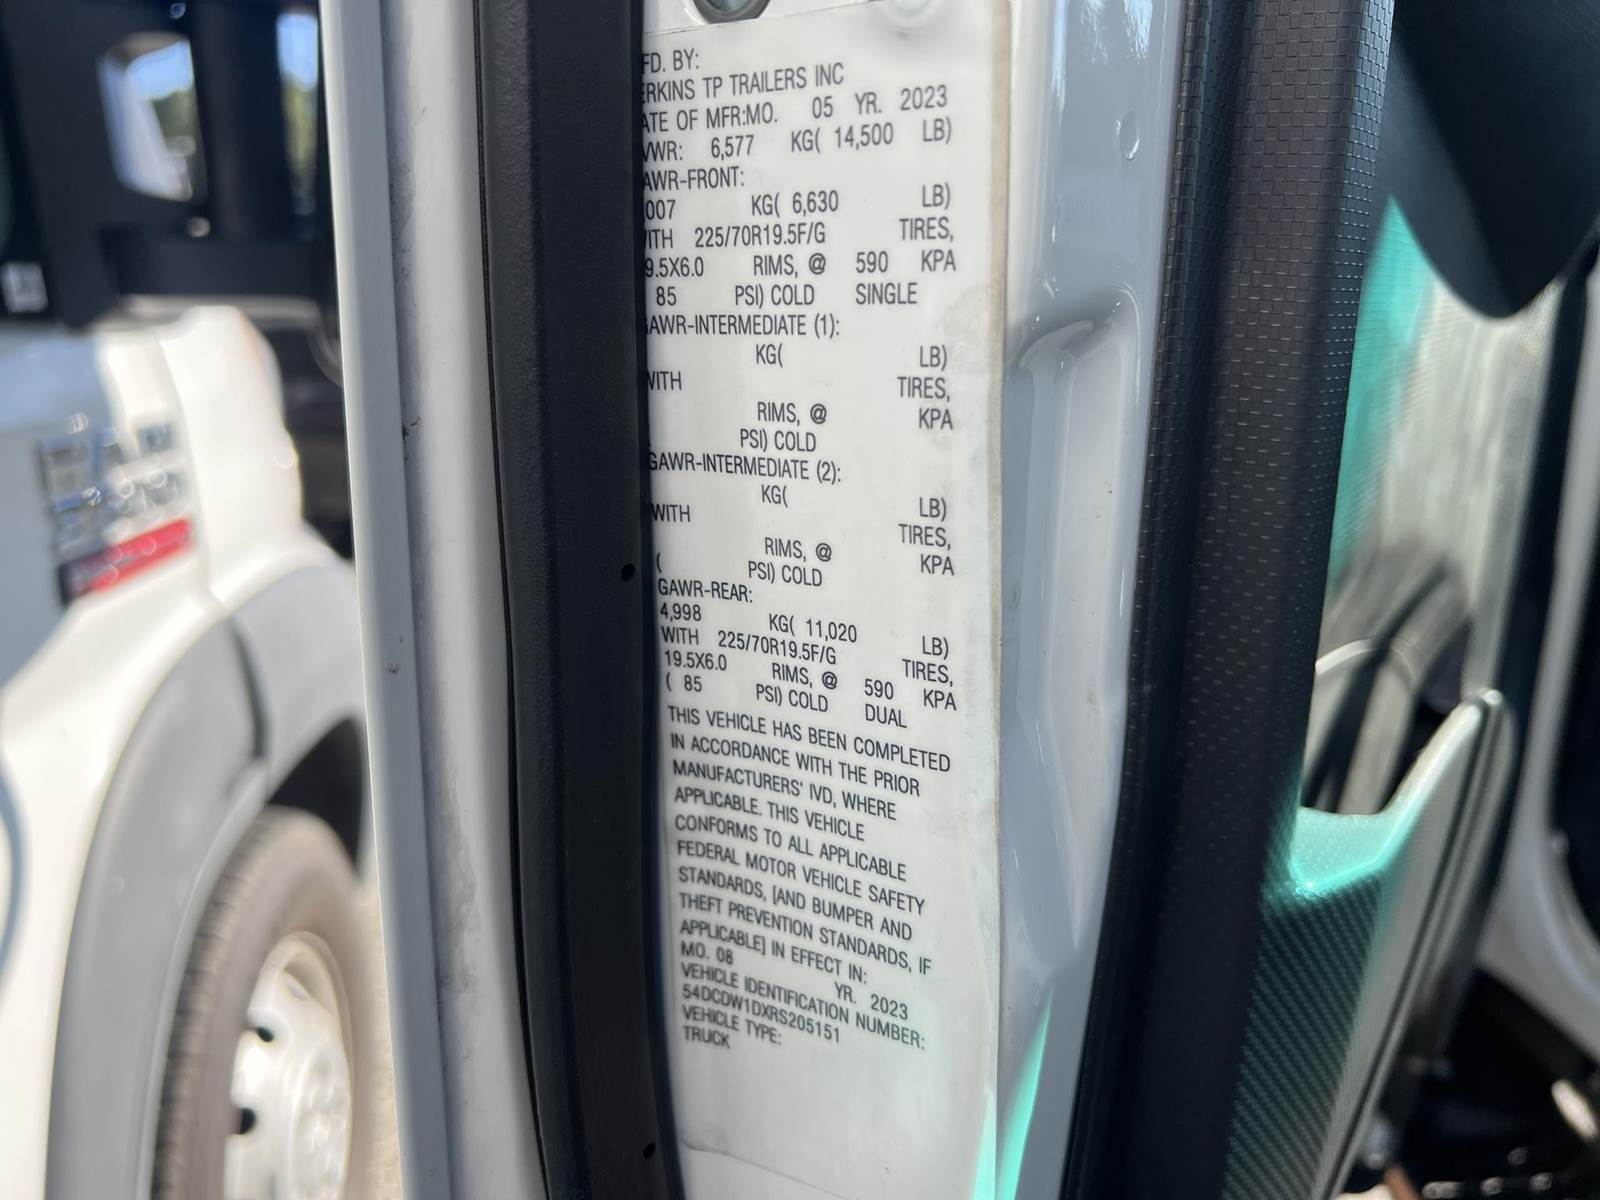 FD. BY:
ERKINS TP TRAILERS INC
ATE OF MFR:MO. 05 YR. 2023
VWR: 6,577 KG( 14,500 LB)
AWR-FRONT:
007 KG( 6,630 LB)
ITH 225/70R19.5F/G TIRES,
9.5X6.0 RIMS, @ 590 KPA
85 PSI) COLD SINGLE
GAWR-INTERMEDIATE (1):
KG( LB)
WITH TIRES,
RIMS, @ KPA
PSI) COLD
GAWR-INTERMEDIATE (2):
KG( LB)
WITH TIRES,
RIMS, @ KPA
( PSI) COLD
GAWR-REAR:
4,998 KG( 11,020 LB)
WITH 225/70R19.5F/G TIRES,
19.5X6.0 RIMS, @ 590 KPA
( 85 PSI) COLD DUAL
THIS VEHICLE HAS BEEN COMPLETED
IN ACCORDANCE WITH THE PRIOR
MANUFACTURERS' IVD, WHERE
APPLICABLE. THIS VEHICLE
CONFORMS TO ALL APPLICABLE
FEDERAL MOTOR VEHICLE SAFETY
STANDARDS, [AND BUMPER AND
THEFT PREVENTION STANDARDS, IF
APPLICABLE] IN EFFECT IN:
MO. 08 YR. 2023
VEHICLE IDENTIFICATION NUMBER:
54DCDW1DXRS205151
VEHICLE TYPE:
TRUCK